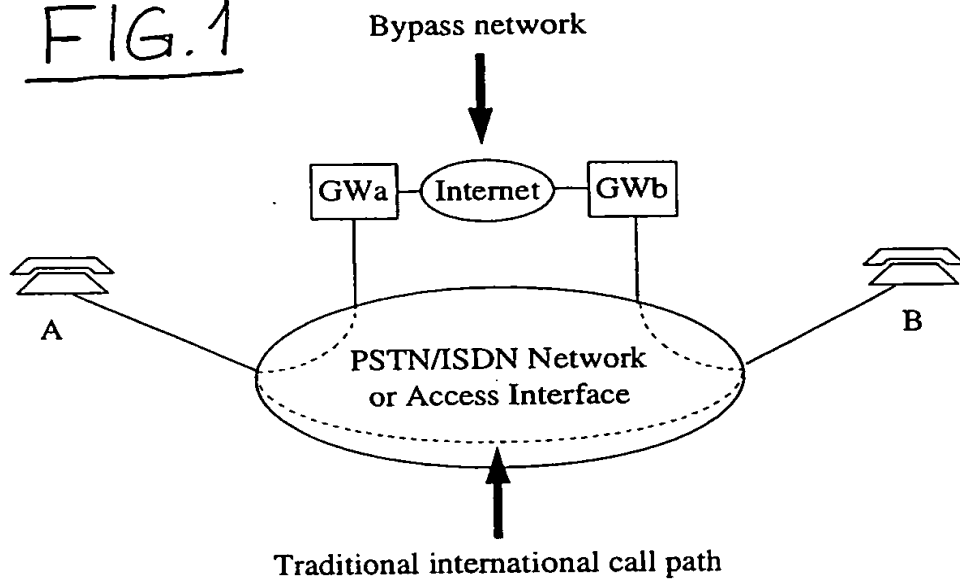 FIG.1
Bypass network
GWa
Internet
GWb
A
B
PSTN/ISDN Network
or Access Interface
Traditional international call path